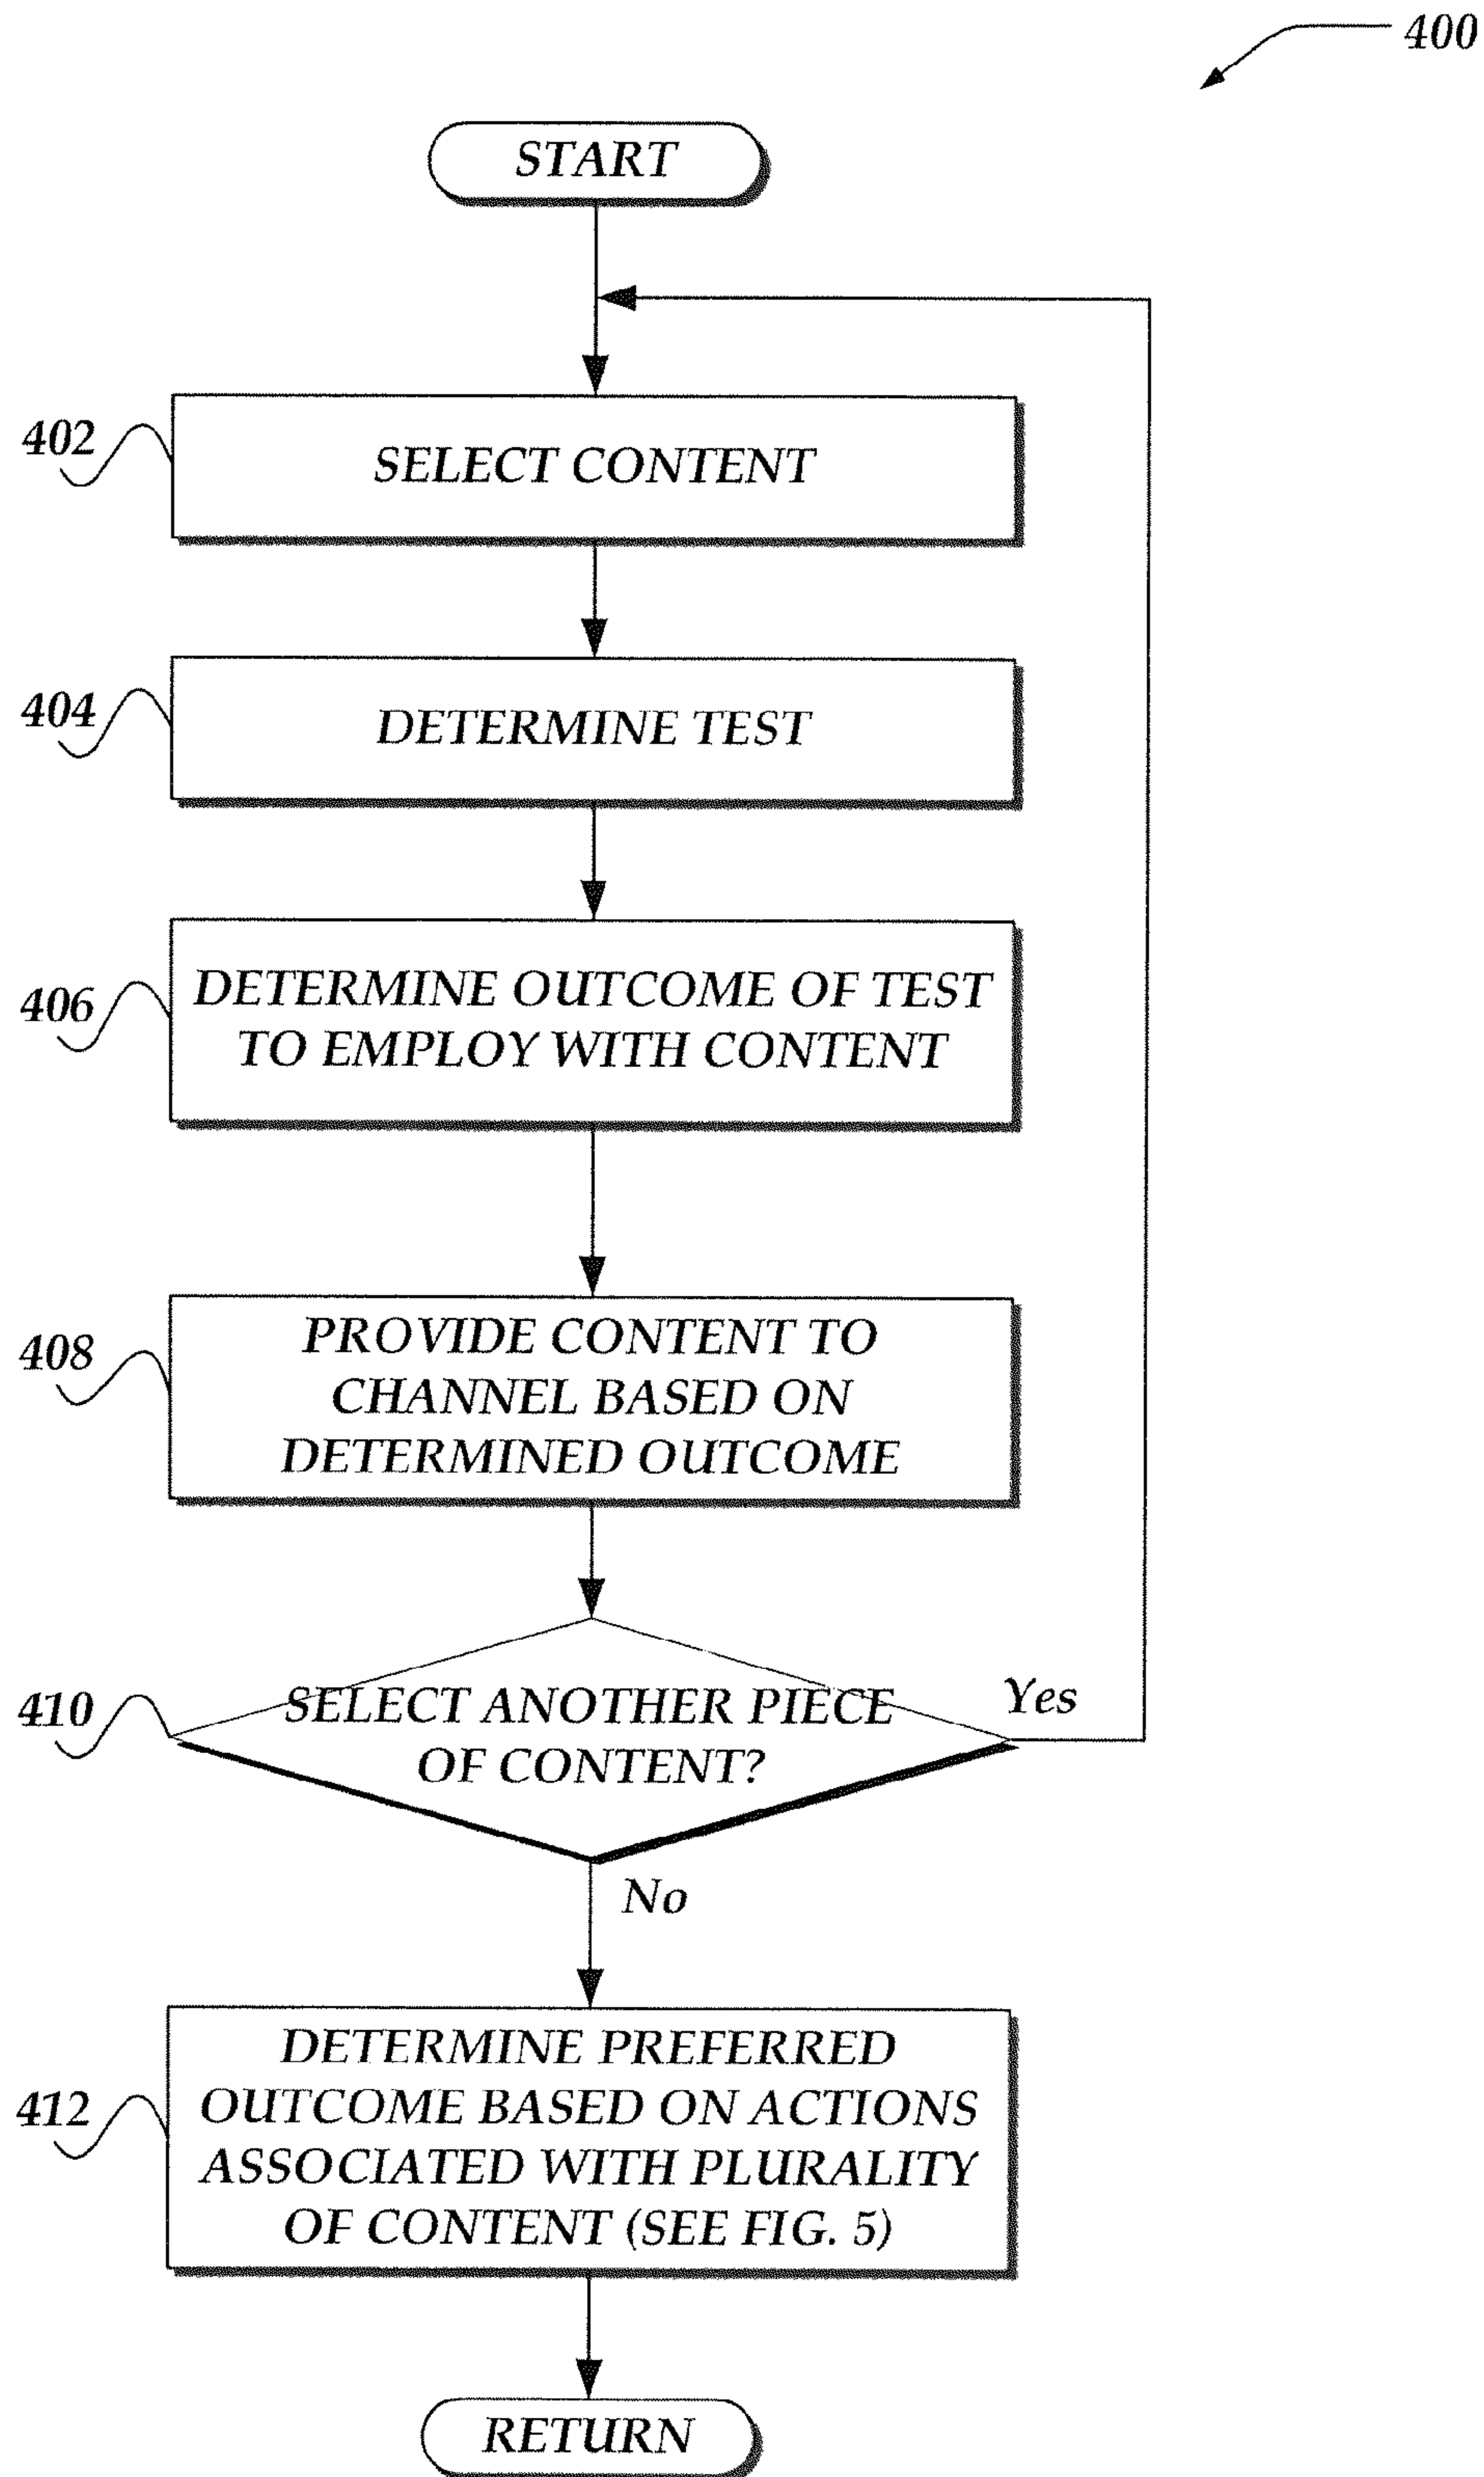 400
START
402
SELECT CONTENT
404
DETERMINE TEST
406
DETERMINE OUTCOME OF TEST
TO EMPLOY WITH CONTENT
408
PROVIDE CONTENT TO
CHANNEL BASED ON
DETERMINED OUTCOME
410
SELECT ANOTHER PIECE
OF CONTENT?
Yes
No
412
DETERMINE PREFERRED
OUTCOME BASED ON ACTIONS
ASSOCIATED WITH PLURALITY
OF CONTENT (SEE FIG. 5)
RETURN